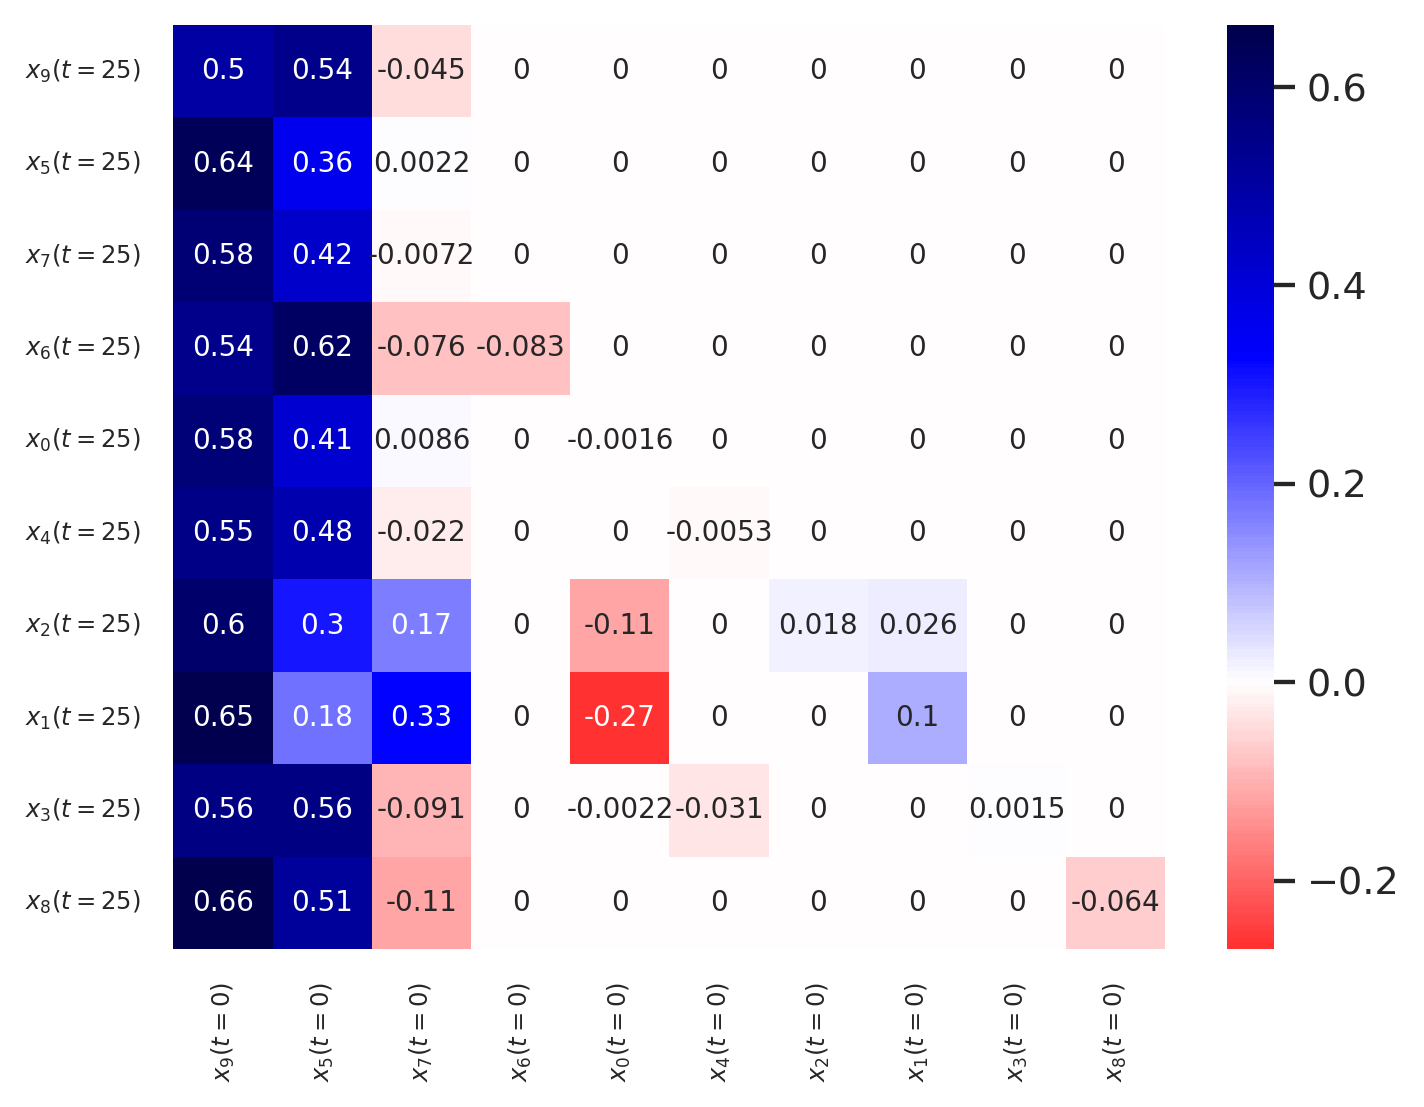 x₉(t = 25) 0.5 0.54 -0.045 0 0 0 0 0 0 0
x₅(t = 25) 0.64 0.36 0.0022 0 0 0 0 0 0 0
x₇(t = 25) 0.58 0.42 -0.0072 0 0 0 0 0 0 0
x₆(t = 25) 0.54 0.62 -0.076 -0.083 0 0 0 0 0 0
x₀(t = 25) 0.58 0.41 0.0086 0 -0.0016 0 0 0 0 0
x₄(t = 25) 0.55 0.48 -0.022 0 0 -0.0053 0 0 0 0
x₂(t = 25) 0.6 0.3 0.17 0 -0.11 0 0.018 0.026 0 0
x₁(t = 25) 0.65 0.18 0.33 0 -0.27 0 0 0.1 0 0
x₃(t = 25) 0.56 0.56 -0.091 0 -0.0022 -0.031 0 0 0.0015 0
x₈(t = 25) 0.66 0.51 -0.11 0 0 0 0 0 0 -0.064
x₉(t = 0)
x₅(t = 0)
x₇(t = 0)
x₆(t = 0)
x₀(t = 0)
x₄(t = 0)
x₂(t = 0)
x₁(t = 0)
x₃(t = 0)
x₈(t = 0)
0.6
0.4
0.2
0.0
−0.2